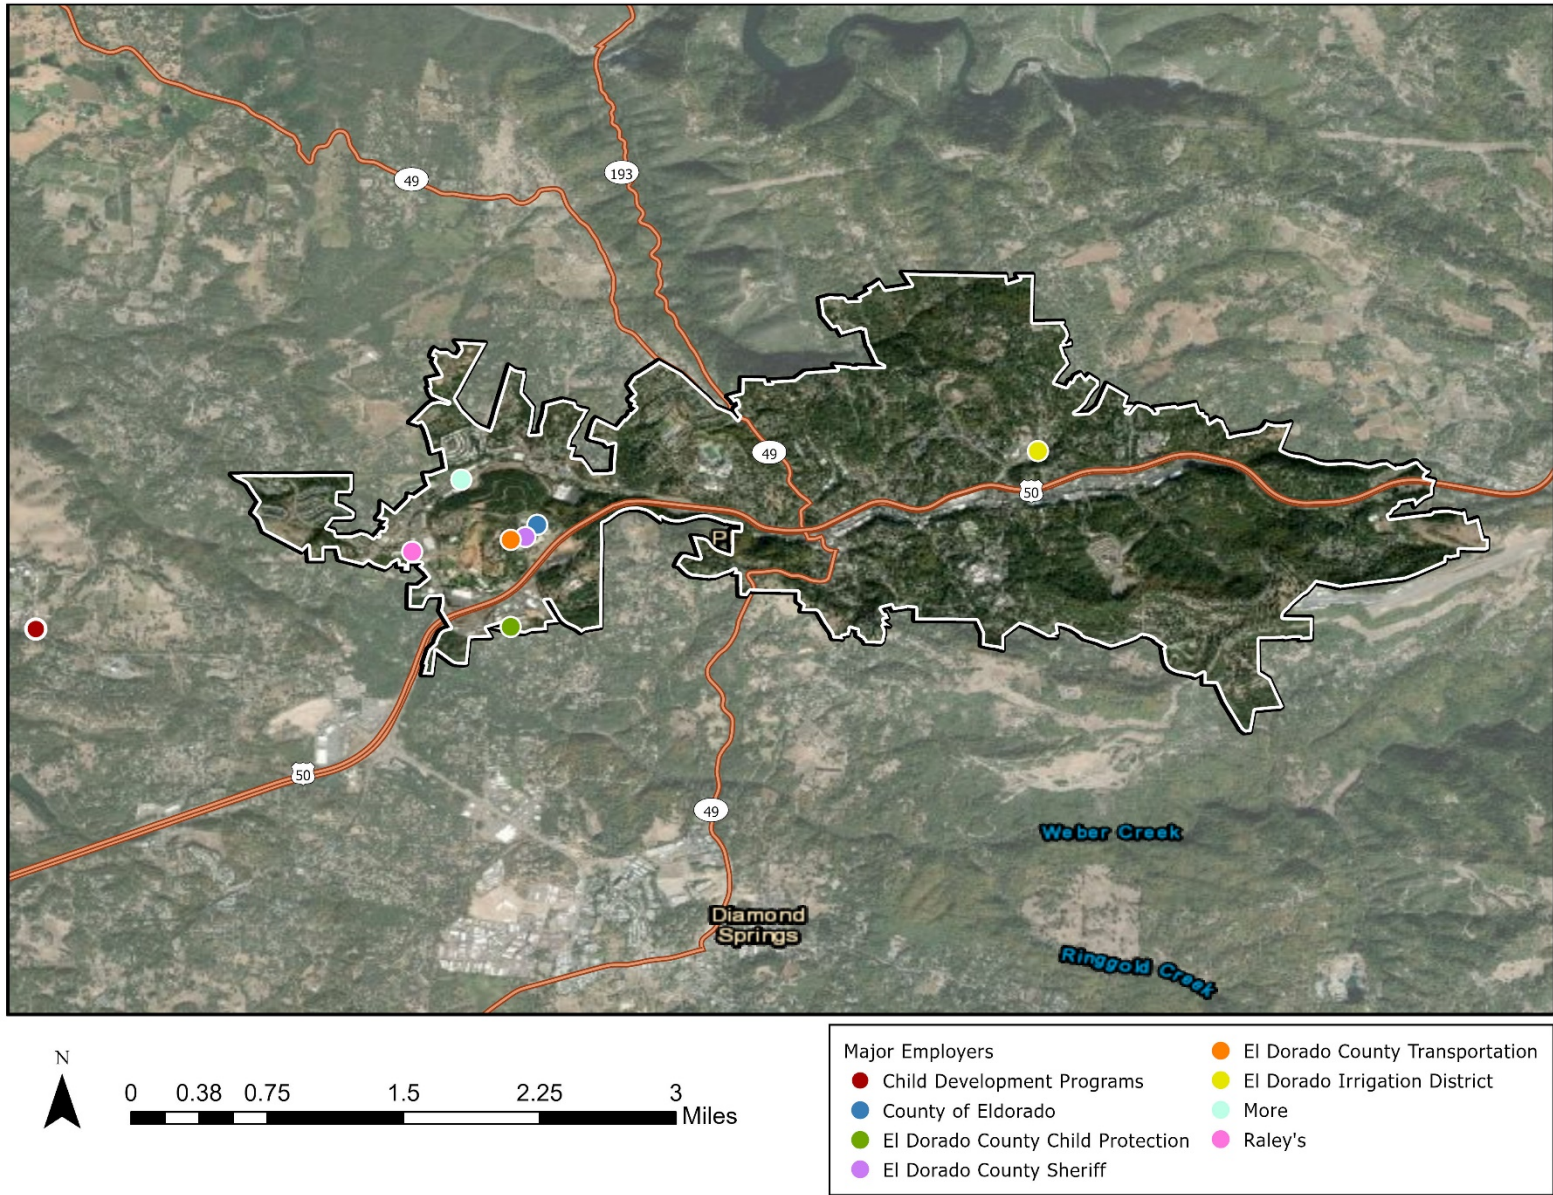 49
193
49
50
P
50
49
Weber Creek
Diamond
Springs
Ringgold Creek
N
0 0.38 0.75 1.5 2.25 3
Miles
Major Employers
Child Development Programs
County of Eldorado
El Dorado County Child Protection
El Dorado County Sheriff
El Dorado County Transportation
El Dorado Irrigation District
More
Raley's